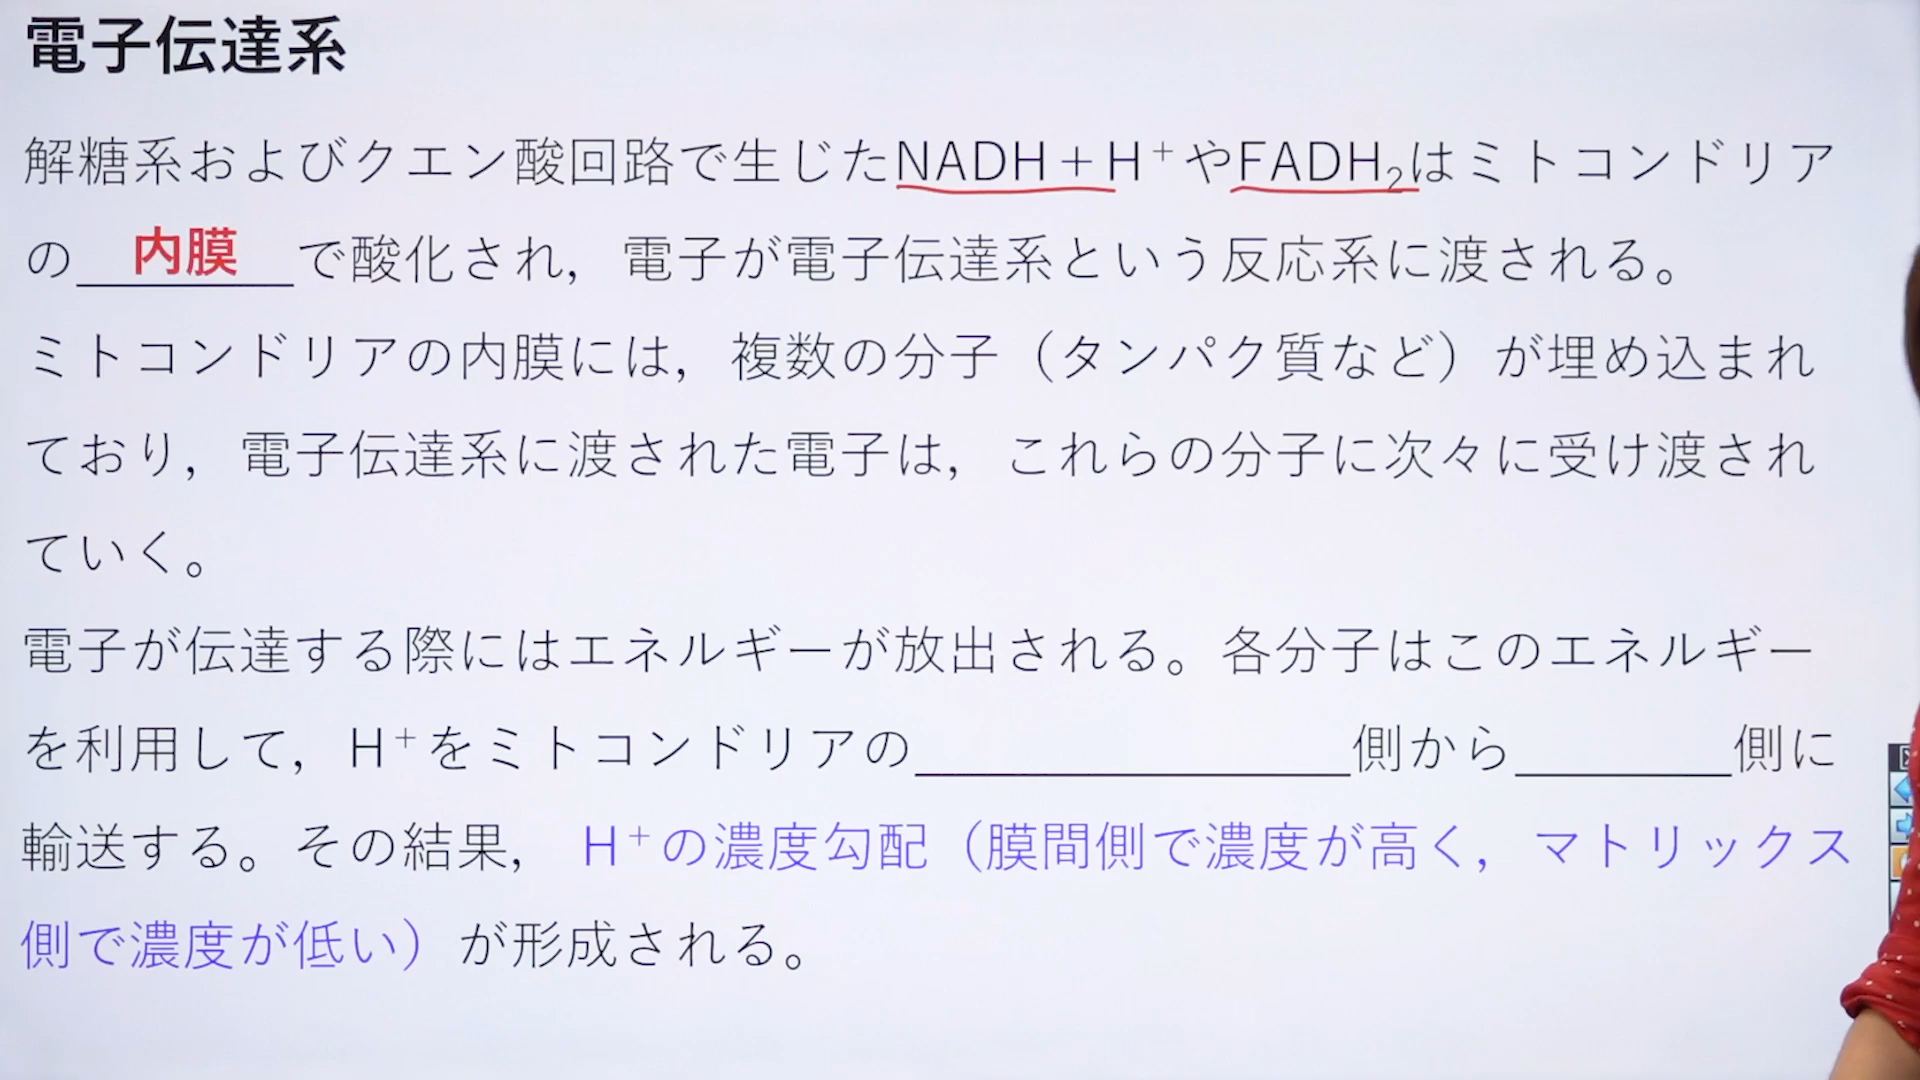 電子伝達系
解糖系およびクエン酸回路で生じたNADH＋H⁺やFADH₂はミトコンドリア
の 内膜 で酸化され，電子が電子伝達系という反応系に渡される。
ミトコンドリアの内膜には，複数の分子（タンパク質など）が埋め込まれ
ており，電子伝達系に渡された電子は，これらの分子に次々に受け渡され
ていく。
電子が伝達する際にはエネルギーが放出される。各分子はこのエネルギー
を利用して，H⁺をミトコンドリアの＿＿＿＿＿＿＿＿側から＿＿＿＿側に
輸送する。その結果，H⁺の濃度勾配（膜間側で濃度が高く，マトリックス
側で濃度が低い）が形成される。